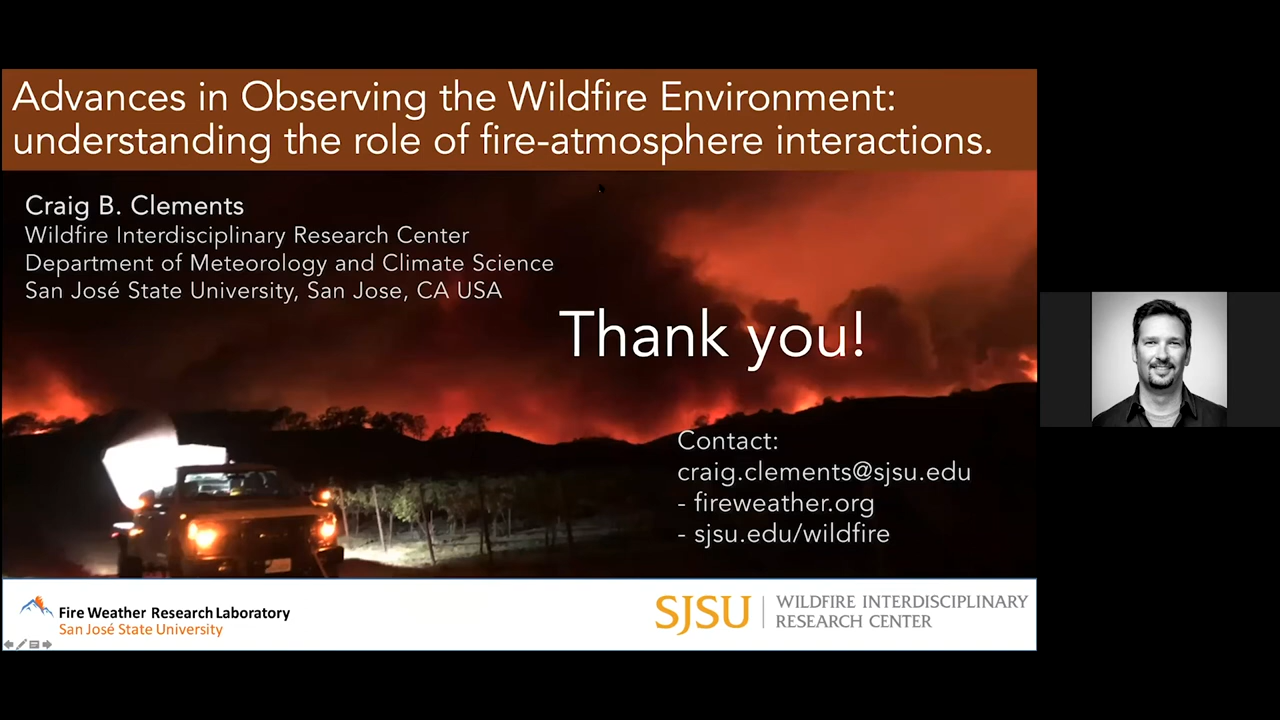 Advances in Observing the Wildfire Environment:
understanding the role of fire-atmosphere interactions.
Craig B. Clements
Wildfire Interdisciplinary Research Center
Department of Meteorology and Climate Science
San José State University, San Jose, CA USA
Thank you!
Contact:
craig.clements@sjsu.edu
- fireweather.org
- sjsu.edu/wildfire
Fire Weather Research Laboratory
San José State University
SJSU
WILDFIRE INTERDISCIPLINARY
RESEARCH CENTER